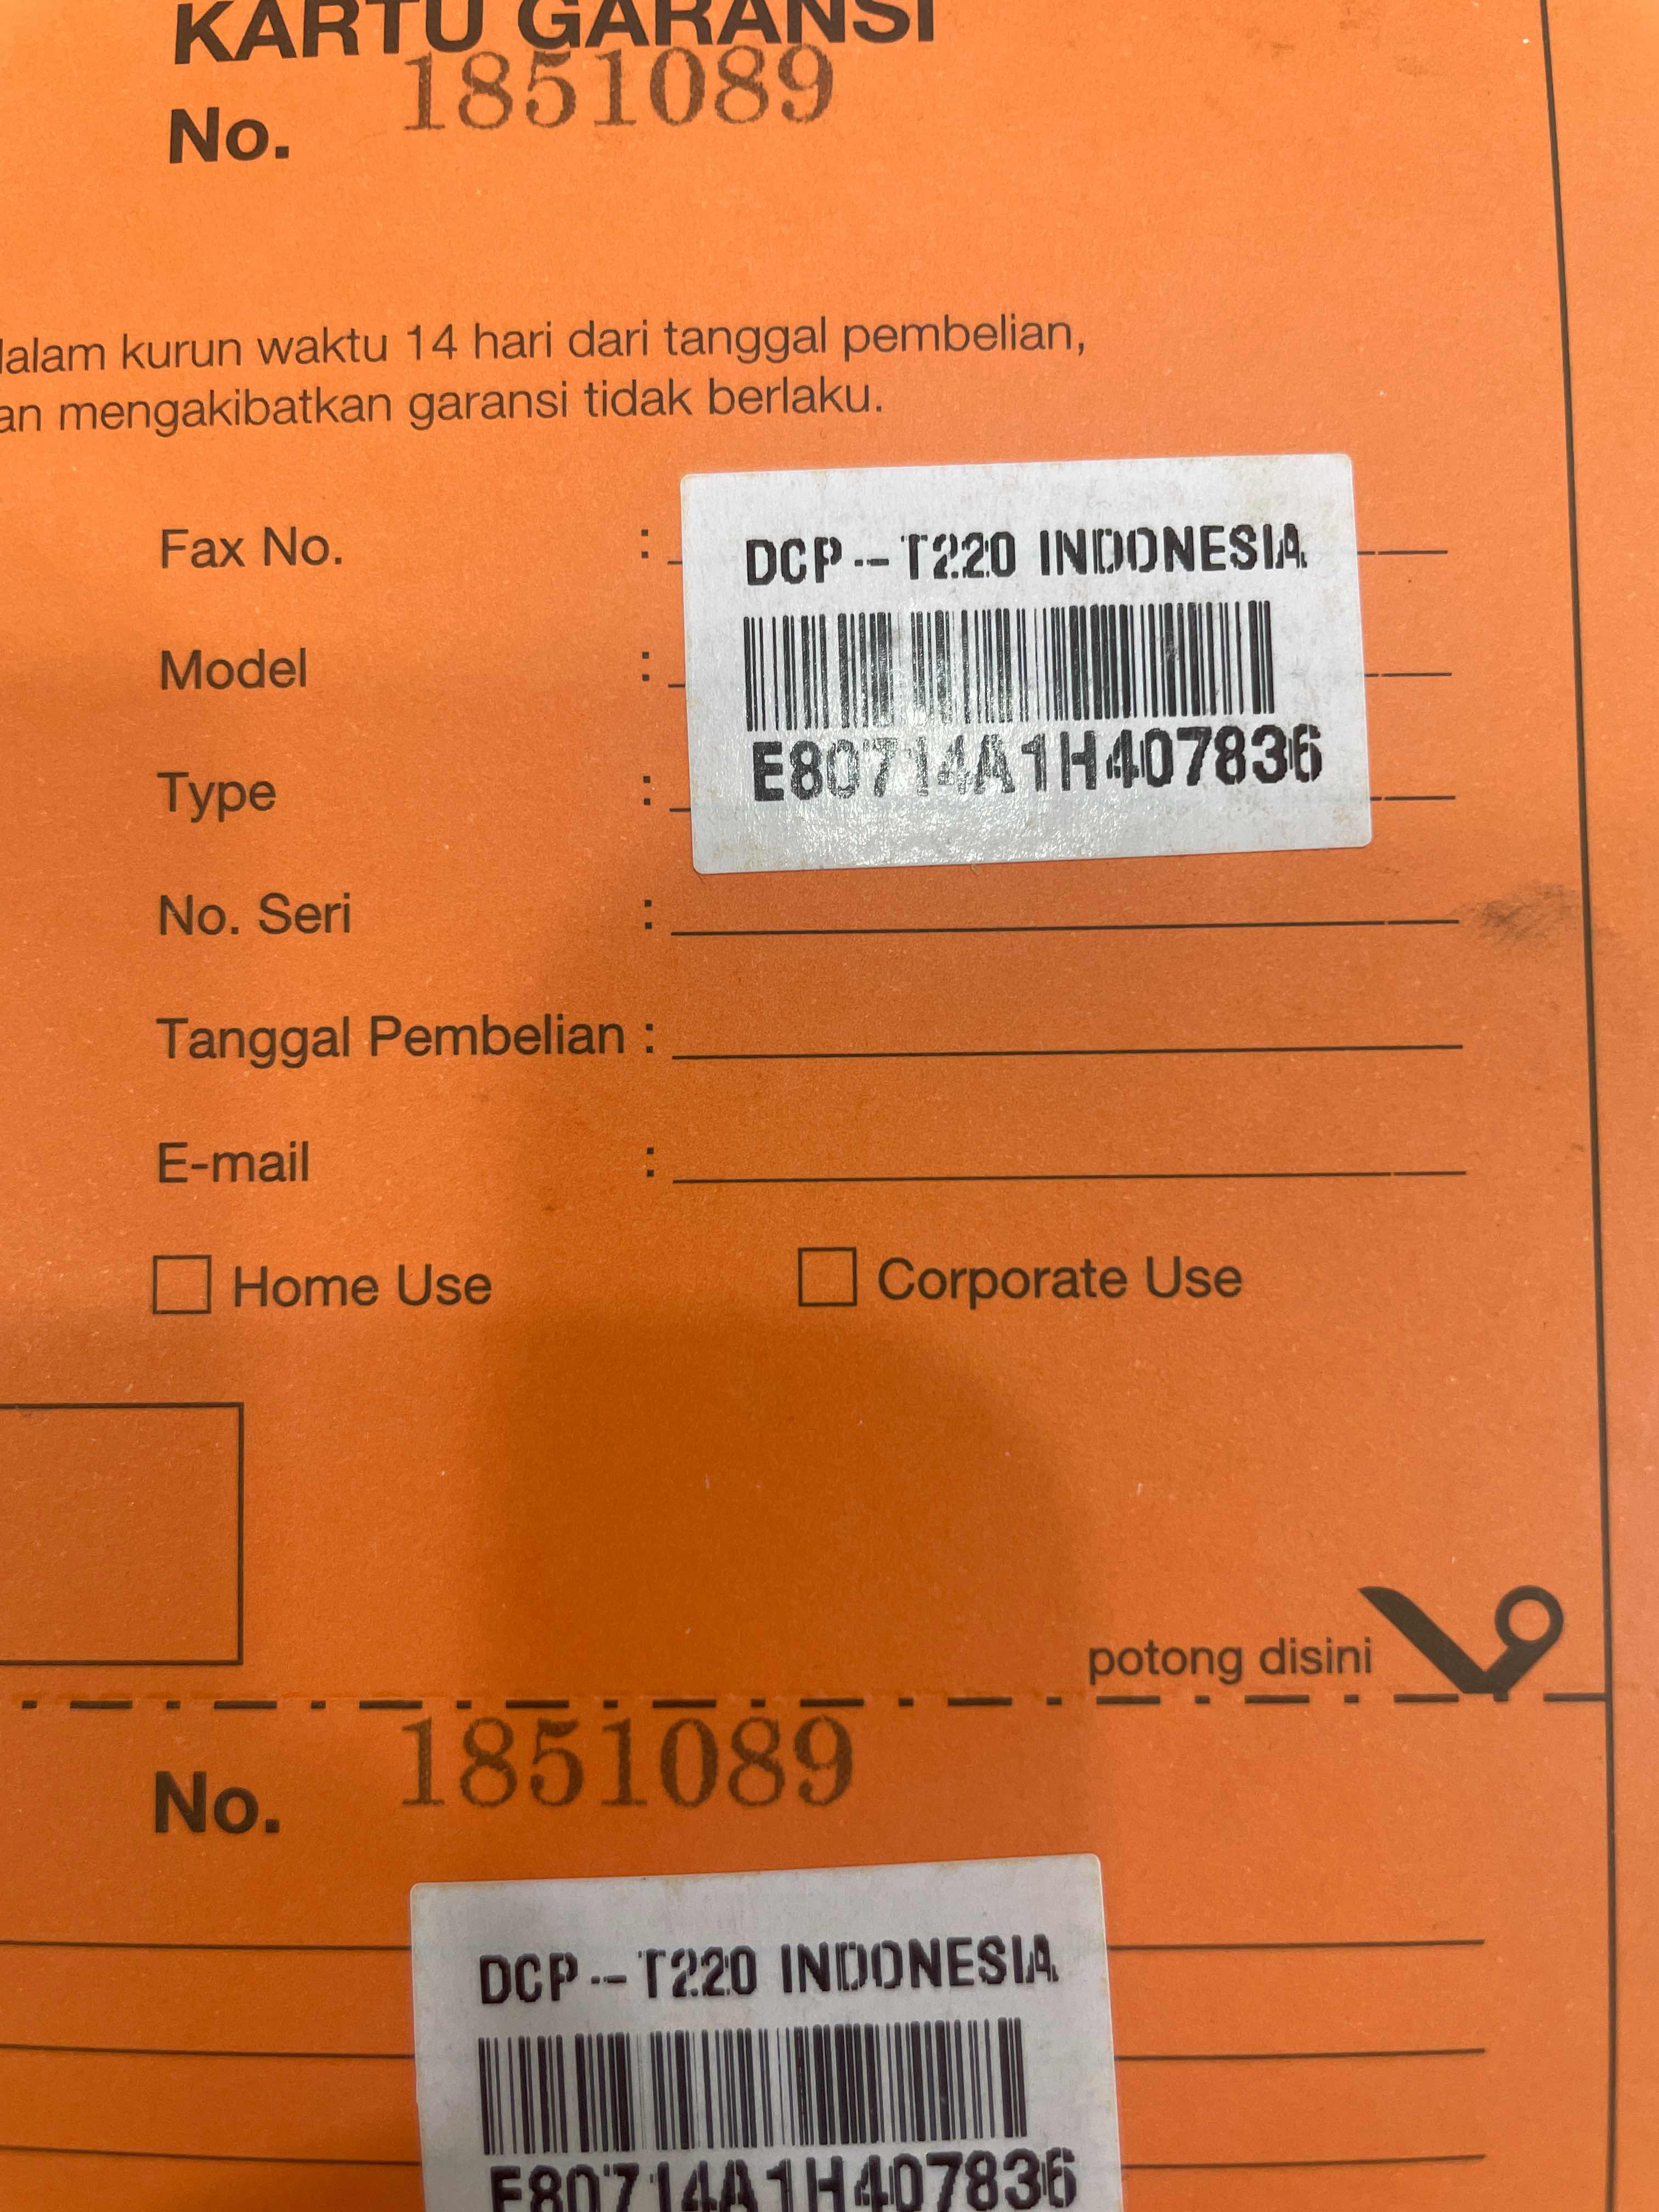 KARTU GARANSI
No. 1851089
dalam kurun waktu 14 hari dari tanggal pembelian,
mengakibatkan garansi tidak berlaku.
Fax No. :
DCP-T220 INDONESIA
Model :
Type :
E80714A1H407836
No. Seri :
Tanggal Pembelian :
E-mail :
Home Use Corporate Use
potong disini
No. 1851089
DCP-T220 INDONESIA
E80714A1H407836